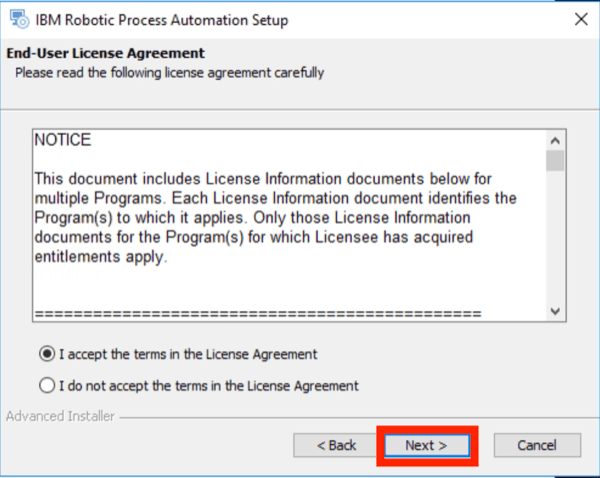 IBM Robotic Process Automation Setup
End-User License Agreement
Please read the following license agreement carefully
NOTICE
This document includes License Information documents below for
multiple Programs. Each License Information document identifies the
Program(s) to which it applies. Only those License Information
documents for the Program(s) for which Licensee has acquired
entitlements apply.
==================================================
I accept the terms in the License Agreement
I do not accept the terms in the License Agreement
Advanced Installer
< Back
Next >
Cancel